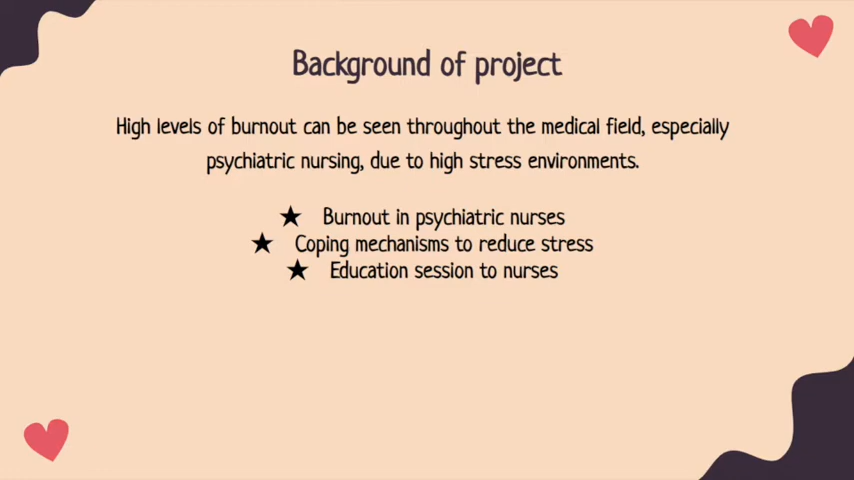 Background of project
High levels of burnout can be seen throughout the medical field, especially
psychiatric nursing, due to high stress environments.
★ Burnout in psychiatric nurses
★ Coping mechanisms to reduce stress
★ Education session to nurses